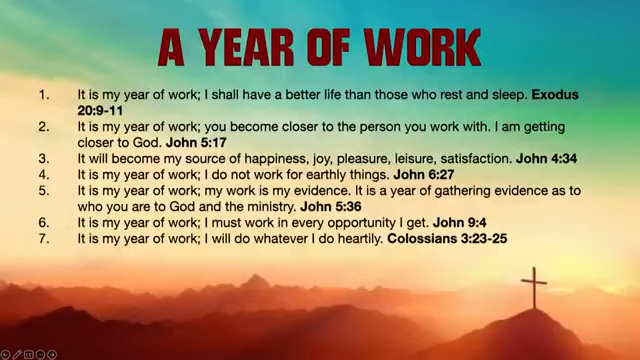 A YEAR OF WORK
1. It is my year of work; I shall have a better life than those who rest and sleep. Exodus
20:9-11
2. It is my year of work; you become closer to the person you work with. I am getting
closer to God. John 5:17
3. It will become my source of happiness, joy, pleasure, leisure, satisfaction. John 4:34
4. It is my year of work; I do not work for earthly things. John 6:27
5. It is my year of work; my work is my evidence. It is a year of gathering evidence as to
who you are to God and the ministry. John 5:36
6. It is my year of work; I must work in every opportunity I get. John 9:4
7. It is my year of work; I will do whatever I do heartily. Colossians 3:23-25